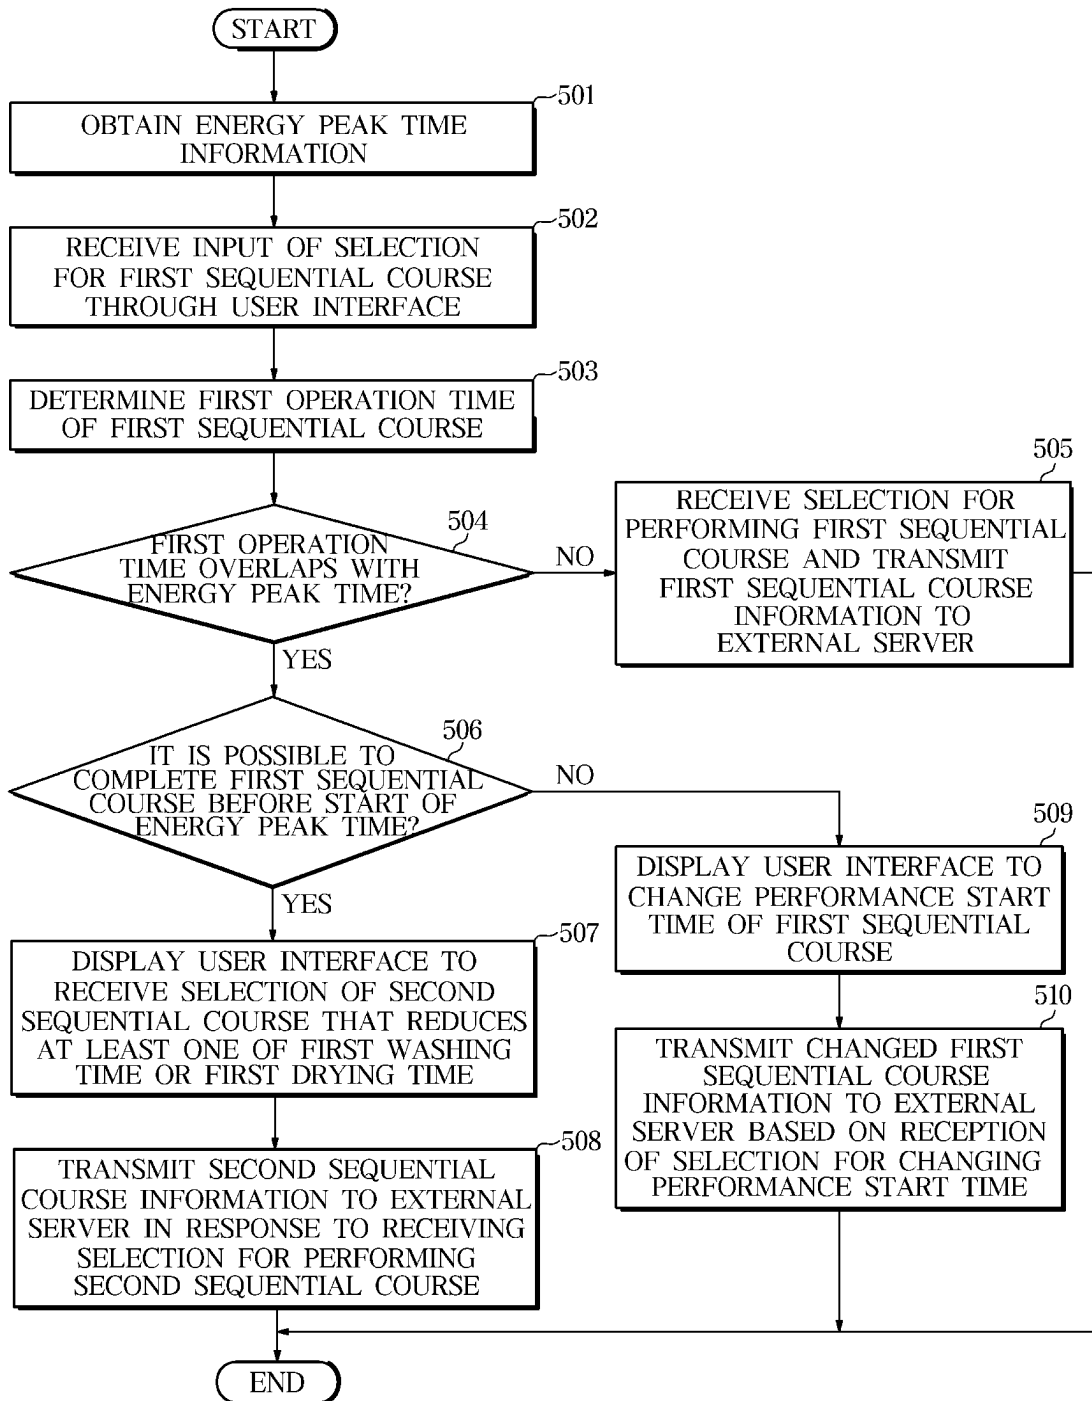 START
501
OBTAIN ENERGY PEAK TIME
INFORMATION
502
RECEIVE INPUT OF SELECTION
FOR FIRST SEQUENTIAL COURSE
THROUGH USER INTERFACE
503
DETERMINE FIRST OPERATION TIME
OF FIRST SEQUENTIAL COURSE
504
FIRST OPERATION
TIME OVERLAPS WITH
ENERGY PEAK TIME?
NO
YES
505
RECEIVE SELECTION FOR
PERFORMING FIRST SEQUENTIAL
COURSE AND TRANSMIT
FIRST SEQUENTIAL COURSE
INFORMATION TO
EXTERNAL SERVER
506
IT IS POSSIBLE TO
COMPLETE FIRST SEQUENTIAL
COURSE BEFORE START OF
ENERGY PEAK TIME?
NO
YES
507
DISPLAY USER INTERFACE TO
RECEIVE SELECTION OF SECOND
SEQUENTIAL COURSE THAT REDUCES
AT LEAST ONE OF FIRST WASHING
TIME OR FIRST DRYING TIME
508
TRANSMIT SECOND SEQUENTIAL
COURSE INFORMATION TO EXTERNAL
SERVER IN RESPONSE TO RECEIVING
SELECTION FOR PERFORMING
SECOND SEQUENTIAL COURSE
509
DISPLAY USER INTERFACE TO
CHANGE PERFORMANCE START
TIME OF FIRST SEQUENTIAL
COURSE
510
TRANSMIT CHANGED FIRST
SEQUENTIAL COURSE
INFORMATION TO EXTERNAL
SERVER BASED ON RECEPTION
OF SELECTION FOR CHANGING
PERFORMANCE START TIME
END